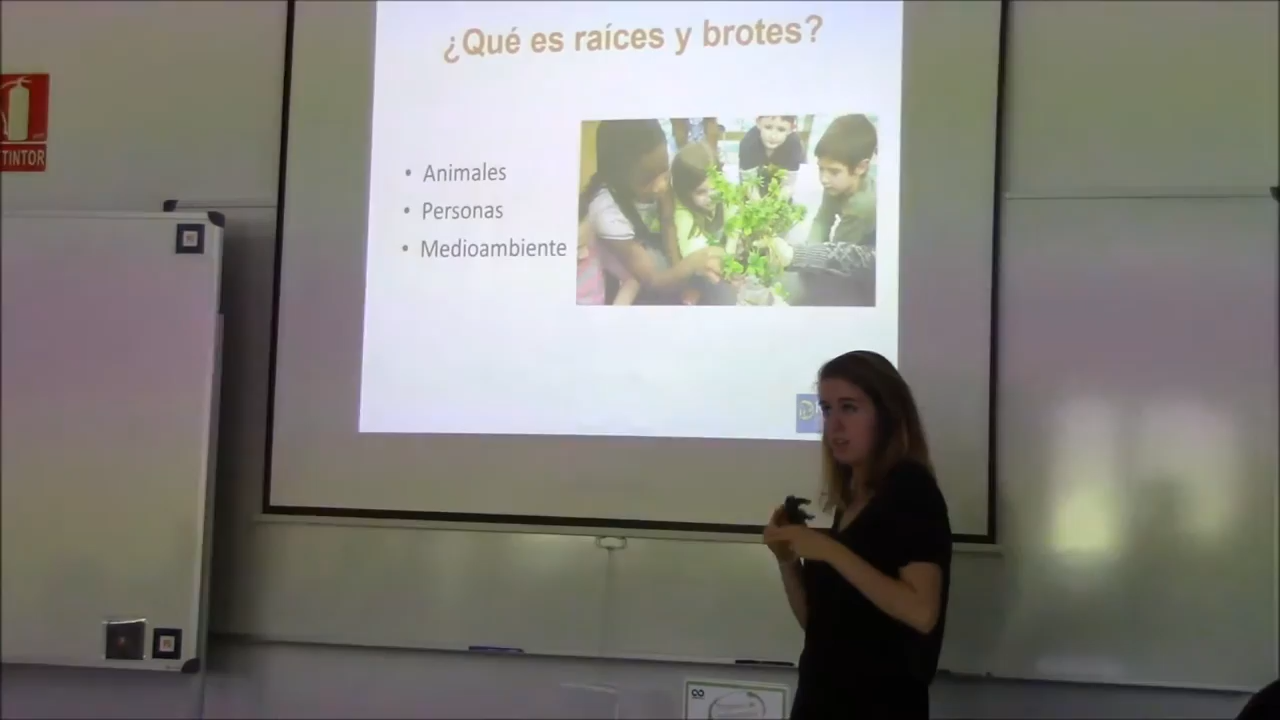 ¿Qué es raíces y brotes?
TINTOR
• Animales
• Personas
• Medioambiente